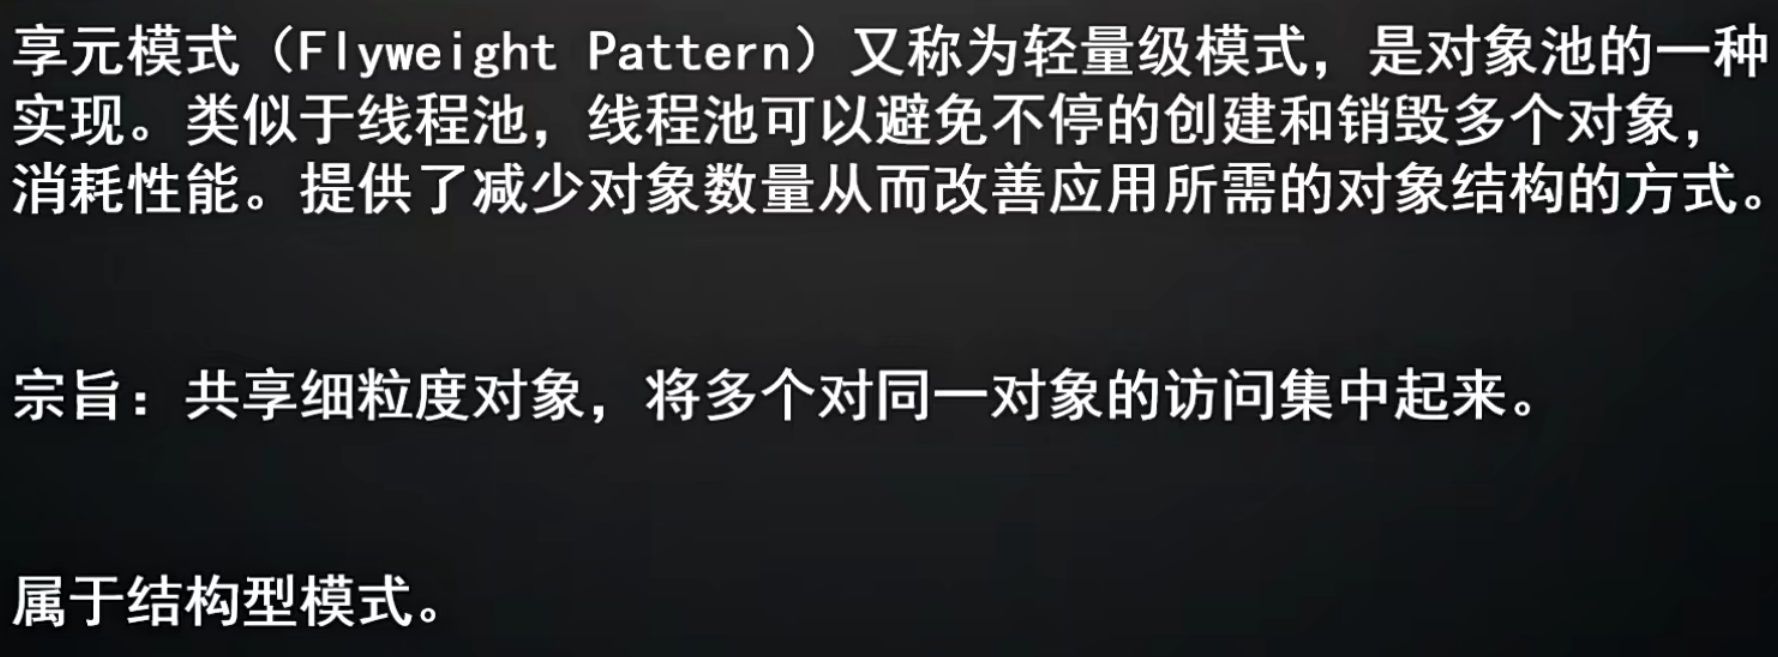 享元模式（Flyweight Pattern）又称为轻量级模式，是对象池的一种
实现。类似于线程池，线程池可以避免不停的创建和销毁多个对象，
消耗性能。提供了减少对象数量从而改善应用所需的对象结构的方式。
宗旨：共享细粒度对象，将多个对同一对象的访问集中起来。
属于结构型模式。